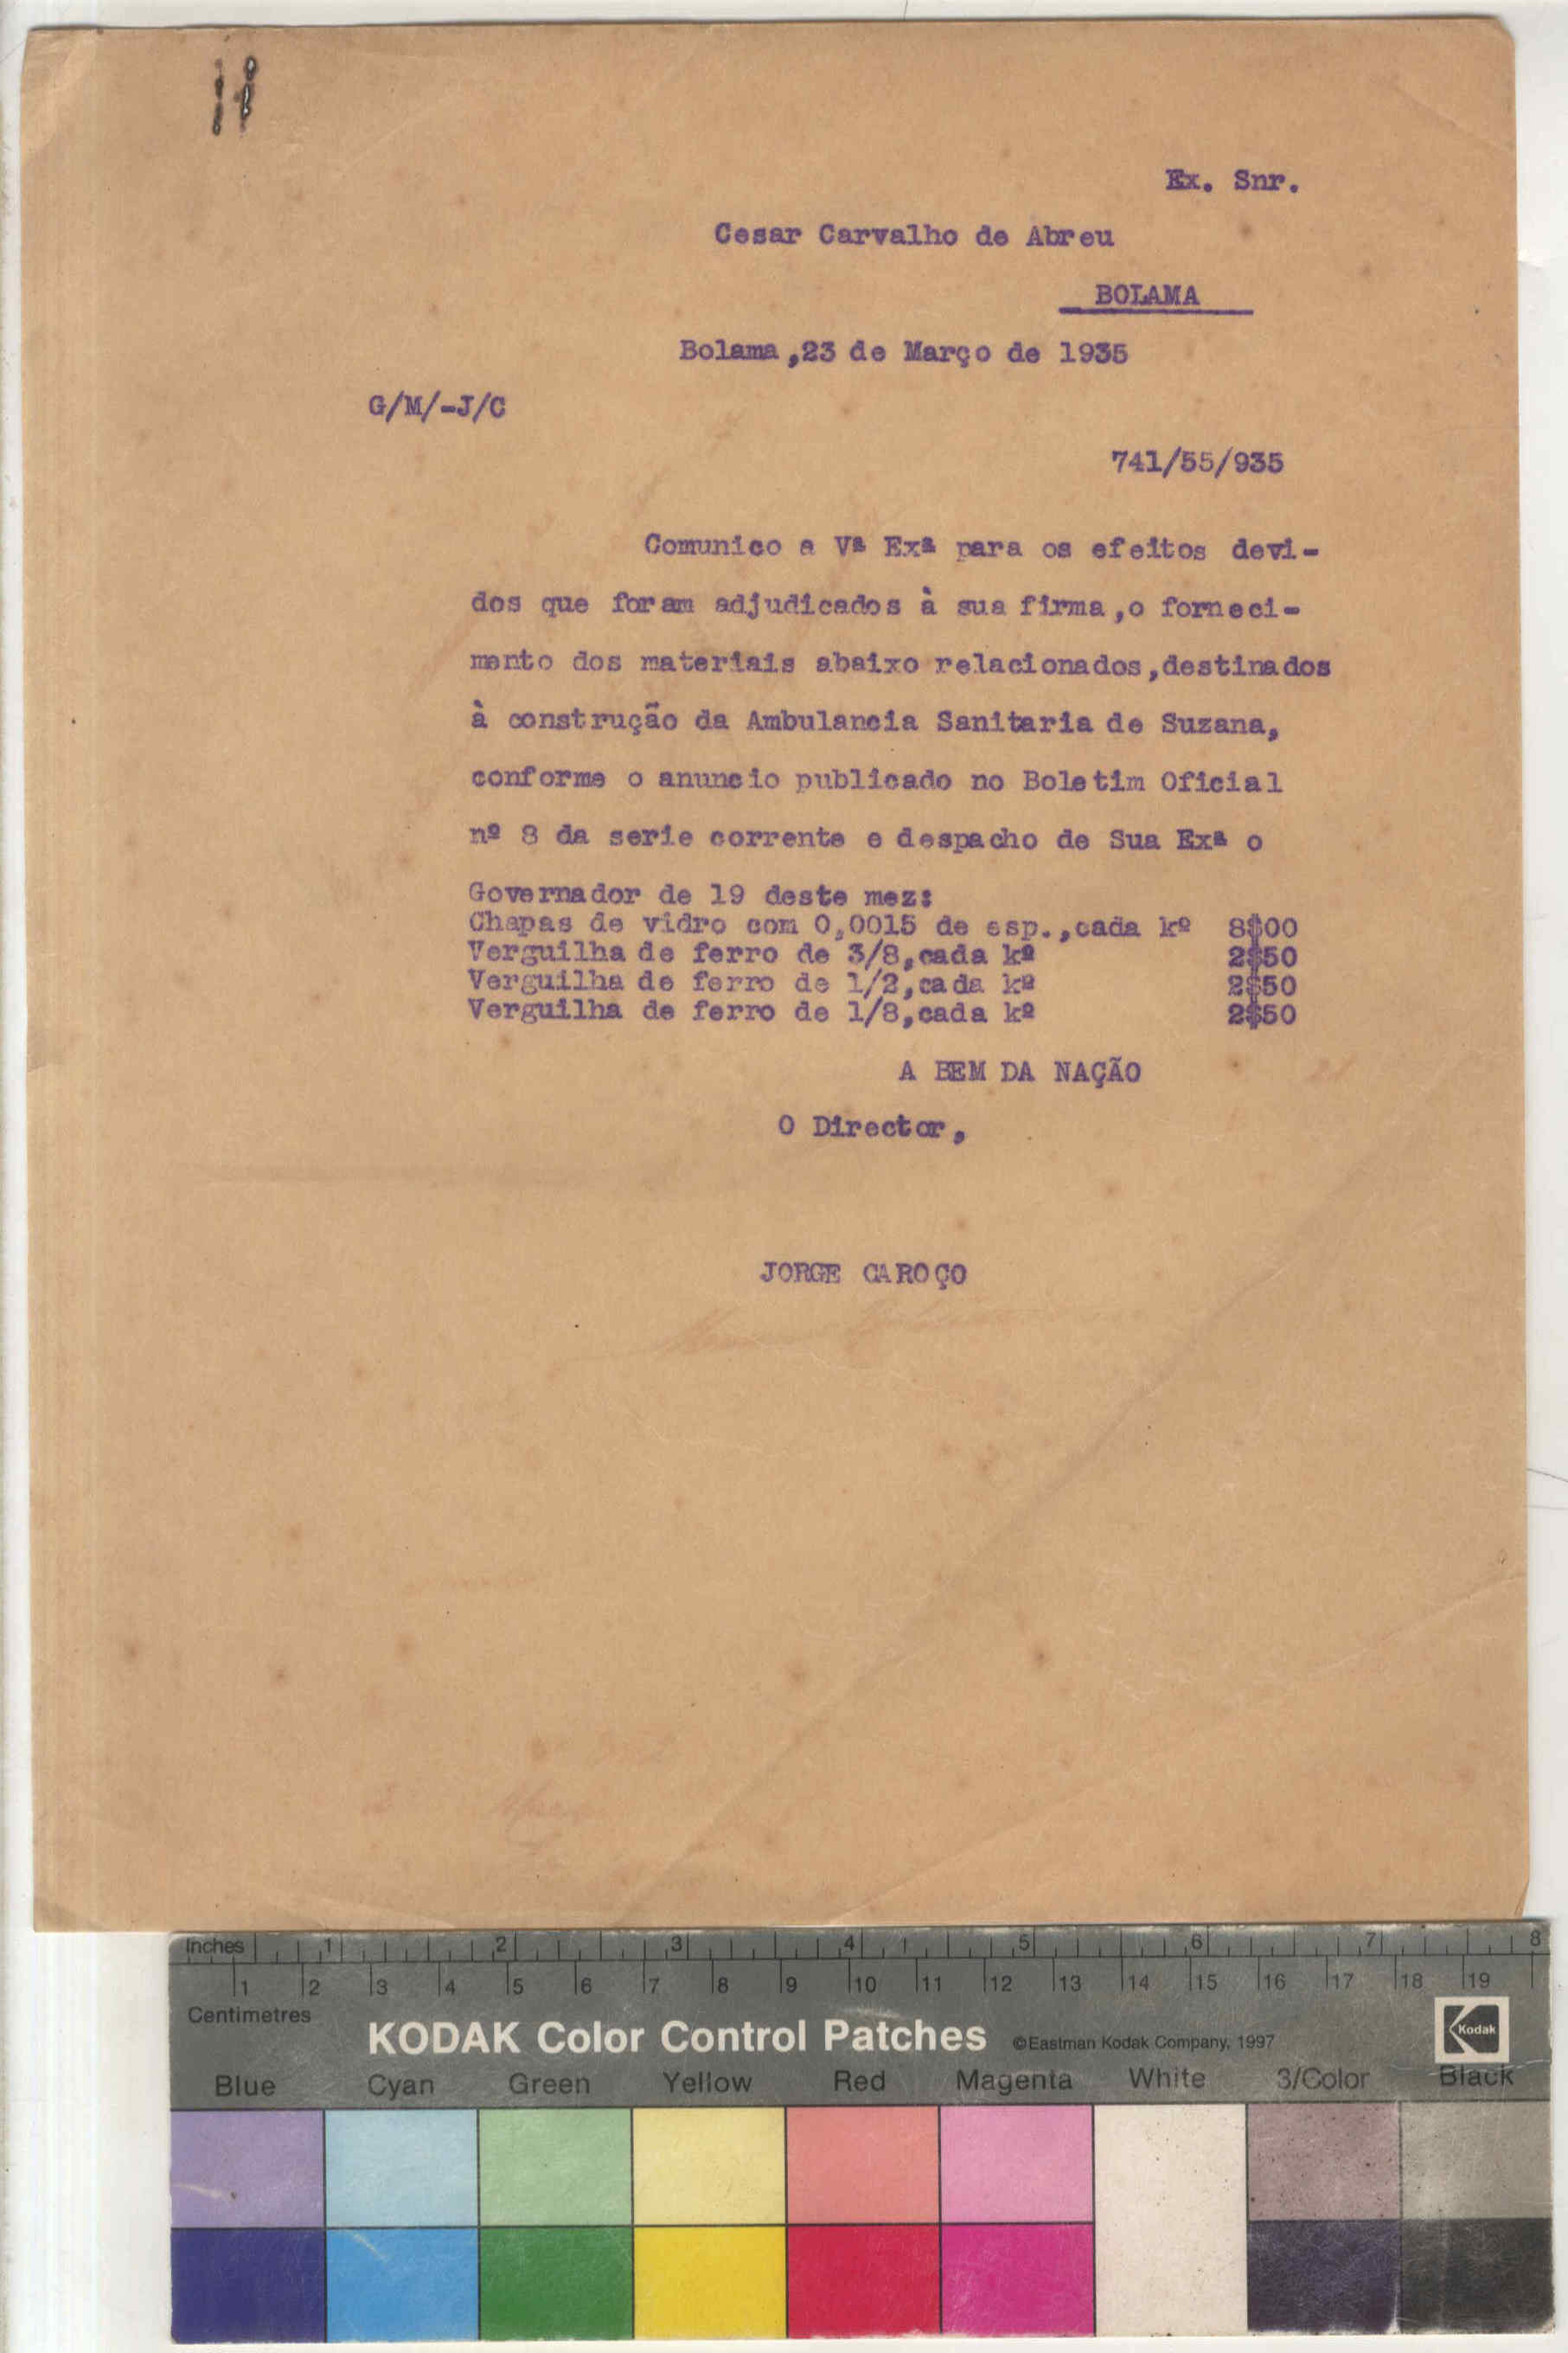 Ex. Snr.
Cesar Carvalho de Abreu
BOLAMA
Bolama,23 de Março de 1935
G/M/-J/C
741/55/935
Comunico a Vª Exª para os efeitos devi-
dos que foram adjudicados à sua firma,o forneci-
mento dos materiais abaixo relacionados,destinados
à construção da Ambulancia Sanitaria de Suzana,
conforme o anuncio publicado no Boletim Oficial
nº 8 da serie corrente e despacho de Sua Exª o
Governador de 19 deste mez:
Chapas de vidro com 0,0015 de esp.,cada kº 8$00
Verguilha de ferro de 3/8,cada kº 2$50
Verguilha de ferro de 1/2,cada kº 2$50
Verguilha de ferro de 1/8,cada kº 2$50
A BEM DA NAÇÃO
O Director,
JORGE CAROÇO
Inches 1 2 3 4 5 6 7 8
1 2 3 4 5 6 7 8 9 10 11 12 13 14 15 16 17 18 19
Centimetres
KODAK Color Control Patches ©Eastman Kodak Company, 1997 Kodak
Blue Cyan Green Yellow Red Magenta White 3/Color Black